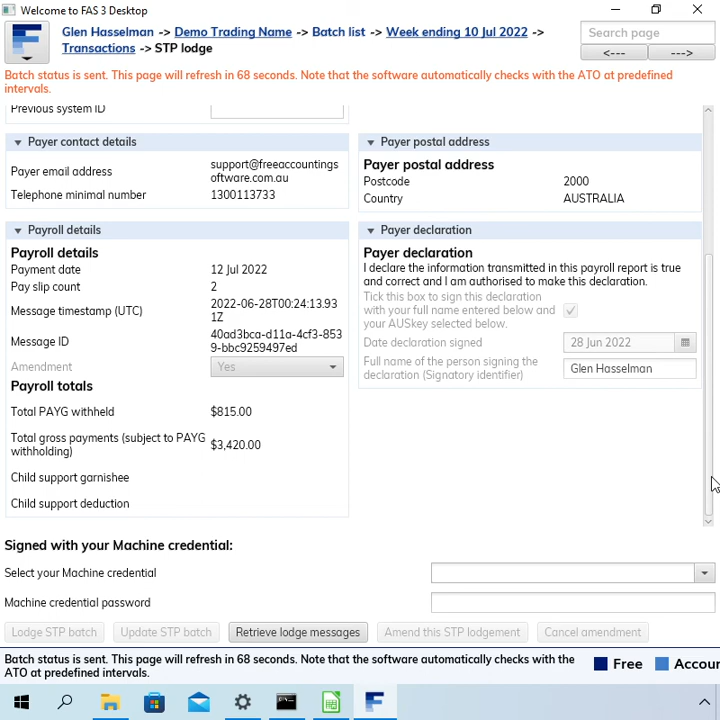 Welcome to FAS 3 Desktop
Glen Hasselman -> Demo Trading Name -> Batch list -> Week ending 10 Jul 2022 ->
Transactions -> STP lodge
Search page
<---
--->
Batch status is sent. This page will refresh in 68 seconds. Note that the software automatically checks with the ATO at predefined
intervals.
Previous system ID
Payer contact details
Payer email address
support@freeaccountings
oftware.com.au
Telephone minimal number 1300113733
Payer postal address
Payer postal address
Postcode 2000
Country AUSTRALIA
Payroll details
Payroll details
Payment date 12 Jul 2022
Pay slip count 2
Message timestamp (UTC)
2022-06-28T00:24:13.93
1Z
Message ID
40ad3bca-d11a-4cf3-853
9-bbc9259497ed
Amendment Yes
Payroll totals
Total PAYG withheld $815.00
Total gross payments (subject to PAYG
withholding)
$3,420.00
Child support garnishee
Child support deduction
Payer declaration
Payer declaration
I declare the information transmitted in this payroll report is true
and correct and I am authorised to make this declaration.
Tick this box to sign this declaration
with your full name entered below and
your AUSkey selected below.
Date declaration signed 28 Jun 2022
Full name of the person signing the
declaration (Signatory identifier)
Glen Hasselman
Signed with your Machine credential:
Select your Machine credential
Machine credential password
Lodge STP batch
Update STP batch
Retrieve lodge messages
Amend this STP lodgement
Cancel amendment
Batch status is sent. This page will refresh in 68 seconds. Note that the software automatically checks with the
ATO at predefined intervals.
Free
Accour